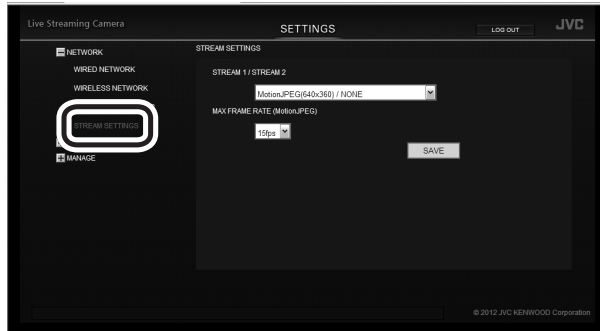 Live Streaming Camera
SETTINGS
LOG OUT
JVC
NETWORK
WIRED NETWORK
WIRELESS NETWORK
STREAM SETTINGS
MANAGE
STREAM SETTINGS
STREAM 1 / STREAM 2
MotionJPEG(640x360) / NONE
MAX FRAME RATE (MotionJPEG)
15fps
SAVE
© 2012 JVC KENWOOD Corporation